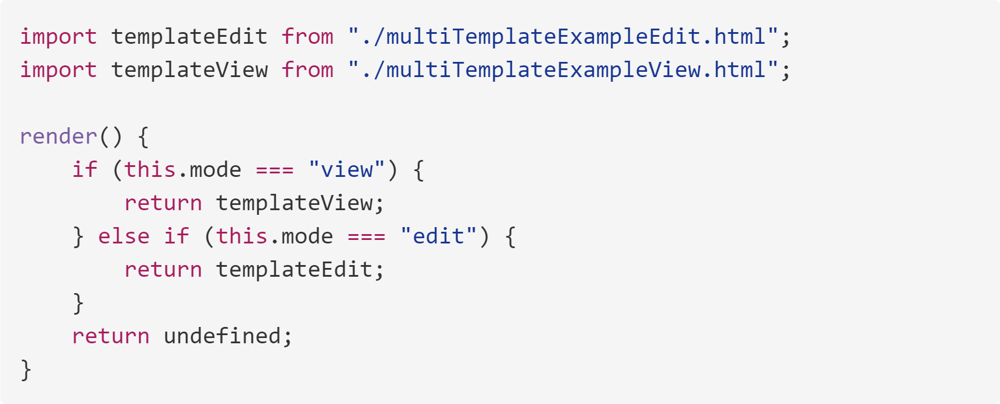 import templateEdit from "./multiTemplateExampleEdit.html";
import templateView from "./multiTemplateExampleView.html";

render() {
    if (this.mode === "view") {
        return templateView;
    } else if (this.mode === "edit") {
        return templateEdit;
    }
    return undefined;
}